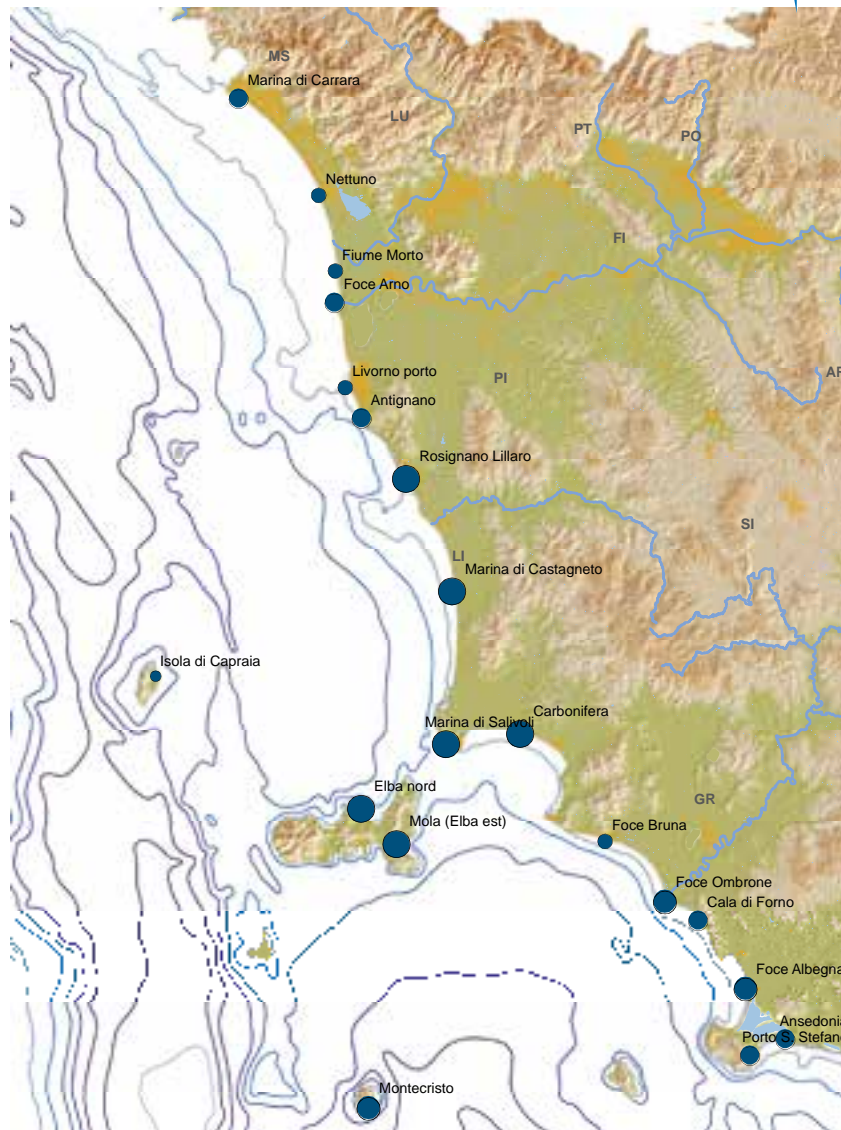 MS
Marina di Carrara
LU
PT
PO
Nettuno
FI
Fiume Morto
Foce Arno
Livorno porto
PI
Antignano
Rosignano Lillaro
SI
LI
Marina di Castagneto
Isola di Capraia
Carbonifera
Marina di Salivoli
Elba nord
GR
Mola (Elba est)
Foce Bruna
Foce Ombrone
Cala di Forno
Foce Albegna
Ansedonia
Porto S. Stefano
Montecristo